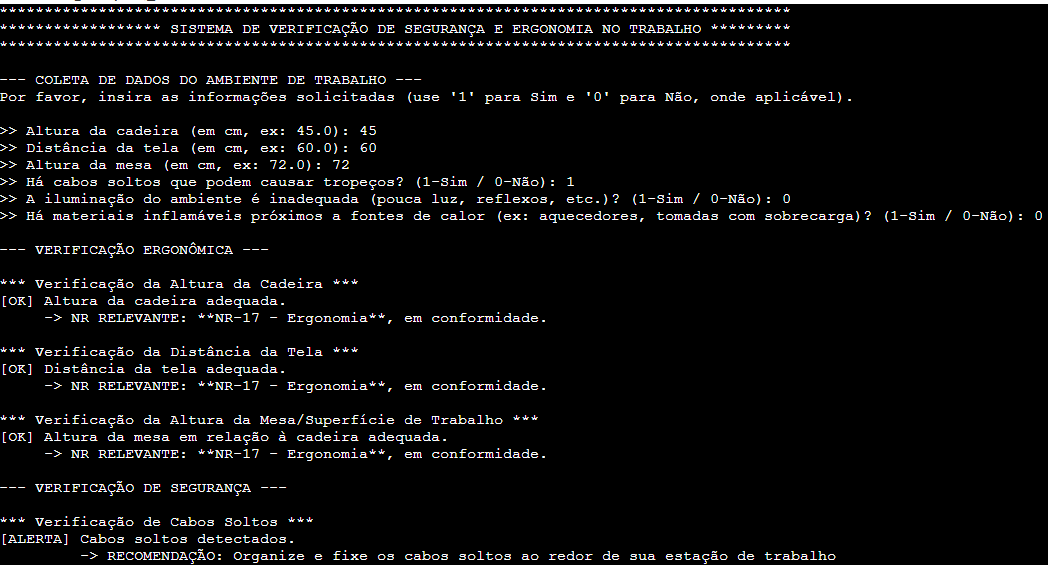 ****************************************************************************************
****************** SISTEMA DE VERIFICAÇÃO DE SEGURANÇA E ERGONOMIA NO TRABALHO *********
****************************************************************************************
--- COLETA DE DADOS DO AMBIENTE DE TRABALHO ---
Por favor, insira as informações solicitadas (use '1' para Sim e '0' para Não, onde aplicável).
>> Altura da cadeira (em cm, ex: 45.0): 45
>> Distância da tela (em cm, ex: 60.0): 60
>> Altura da mesa (em cm, ex: 72.0): 72
>> Há cabos soltos que podem causar tropeços? (1-Sim / 0-Não): 1
>> A iluminação do ambiente é inadequada (pouca luz, reflexos, etc.)? (1-Sim / 0-Não): 0
>> Há materiais inflamáveis próximos a fontes de calor (ex: aquecedores, tomadas com sobrecarga)? (1-Sim / 0-Não): 0
--- VERIFICAÇÃO ERGONÔMICA ---
*** Verificação da Altura da Cadeira ***
[OK] Altura da cadeira adequada.
-> NR RELEVANTE: **NR-17 - Ergonomia**, em conformidade.
*** Verificação da Distância da Tela ***
[OK] Distância da tela adequada.
-> NR RELEVANTE: **NR-17 - Ergonomia**, em conformidade.
*** Verificação da Altura da Mesa/Superfície de Trabalho ***
[OK] Altura da mesa em relação à cadeira adequada.
-> NR RELEVANTE: **NR-17 - Ergonomia**, em conformidade.
--- VERIFICAÇÃO DE SEGURANÇA ---
*** Verificação de Cabos Soltos ***
[ALERTA] Cabos soltos detectados.
-> RECOMENDAÇÃO: Organize e fixe os cabos soltos ao redor de sua estação de trabalho